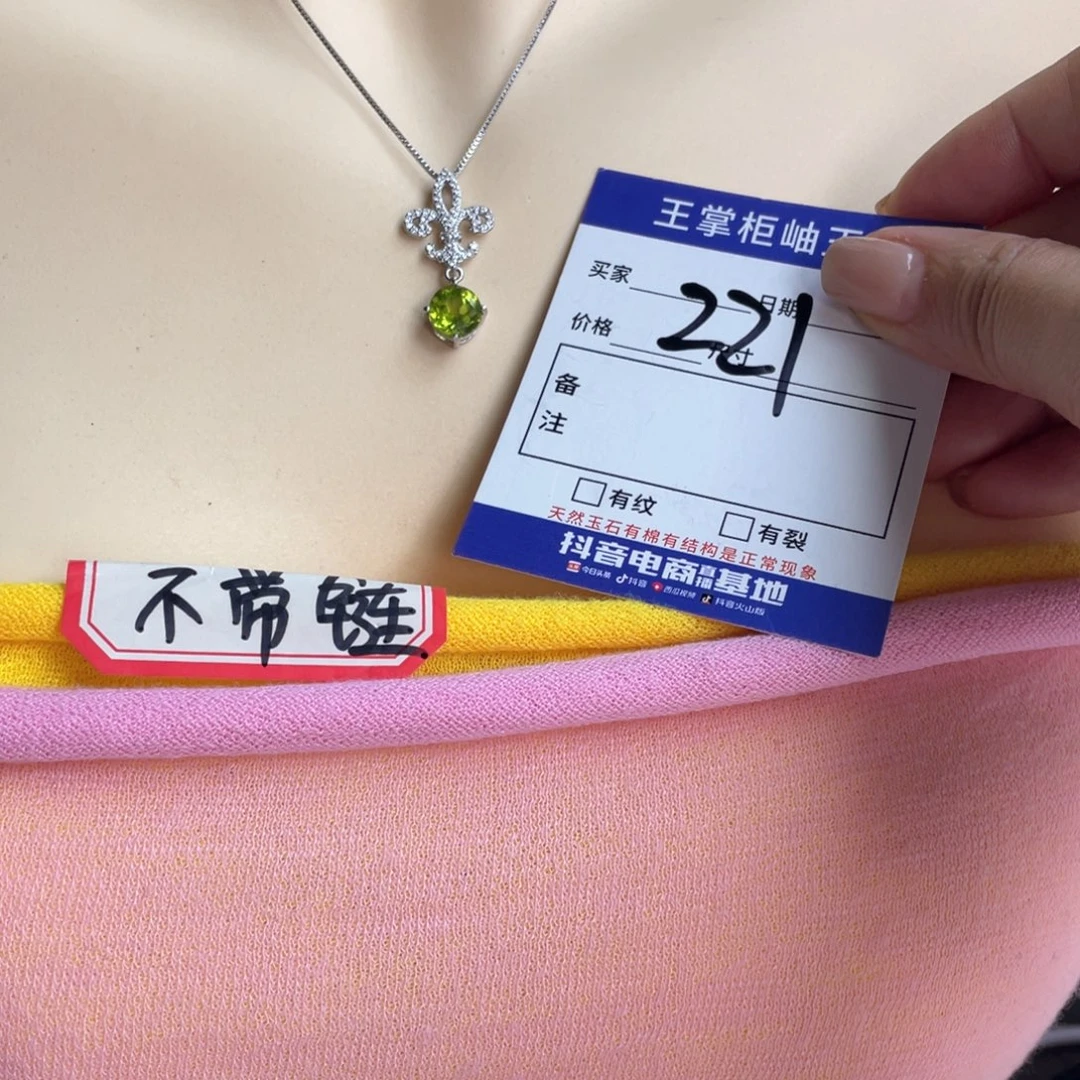 王掌柜岫玉
买家 日期
221
价格 尺寸
备
注
有纹 有裂
天然玉石有棉有结构是正常现象
抖音电商直播基地
今日头条 抖音 西瓜视频 抖音火山版
不带链